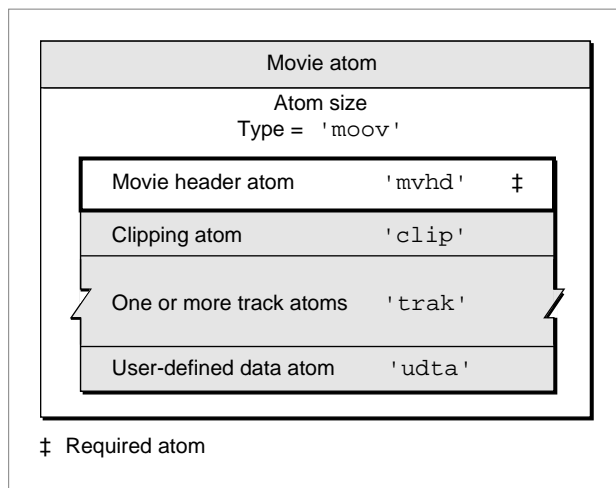 Movie atom
Atom size
Type = 'moov'
Movie header atom 'mvhd' ‡
Clipping atom 'clip'
One or more track atoms 'trak'
User-defined data atom 'udta'
‡ Required atom